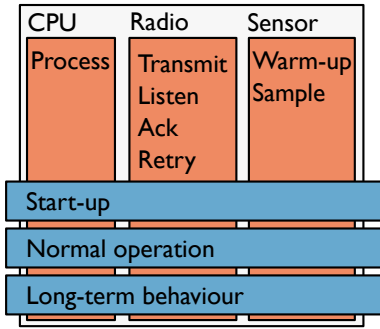 CPU
Radio
Sensor
Process
Transmit
Listen
Ack
Retry
Warm-up
Sample
Start-up
Normal operation
Long-term behaviour